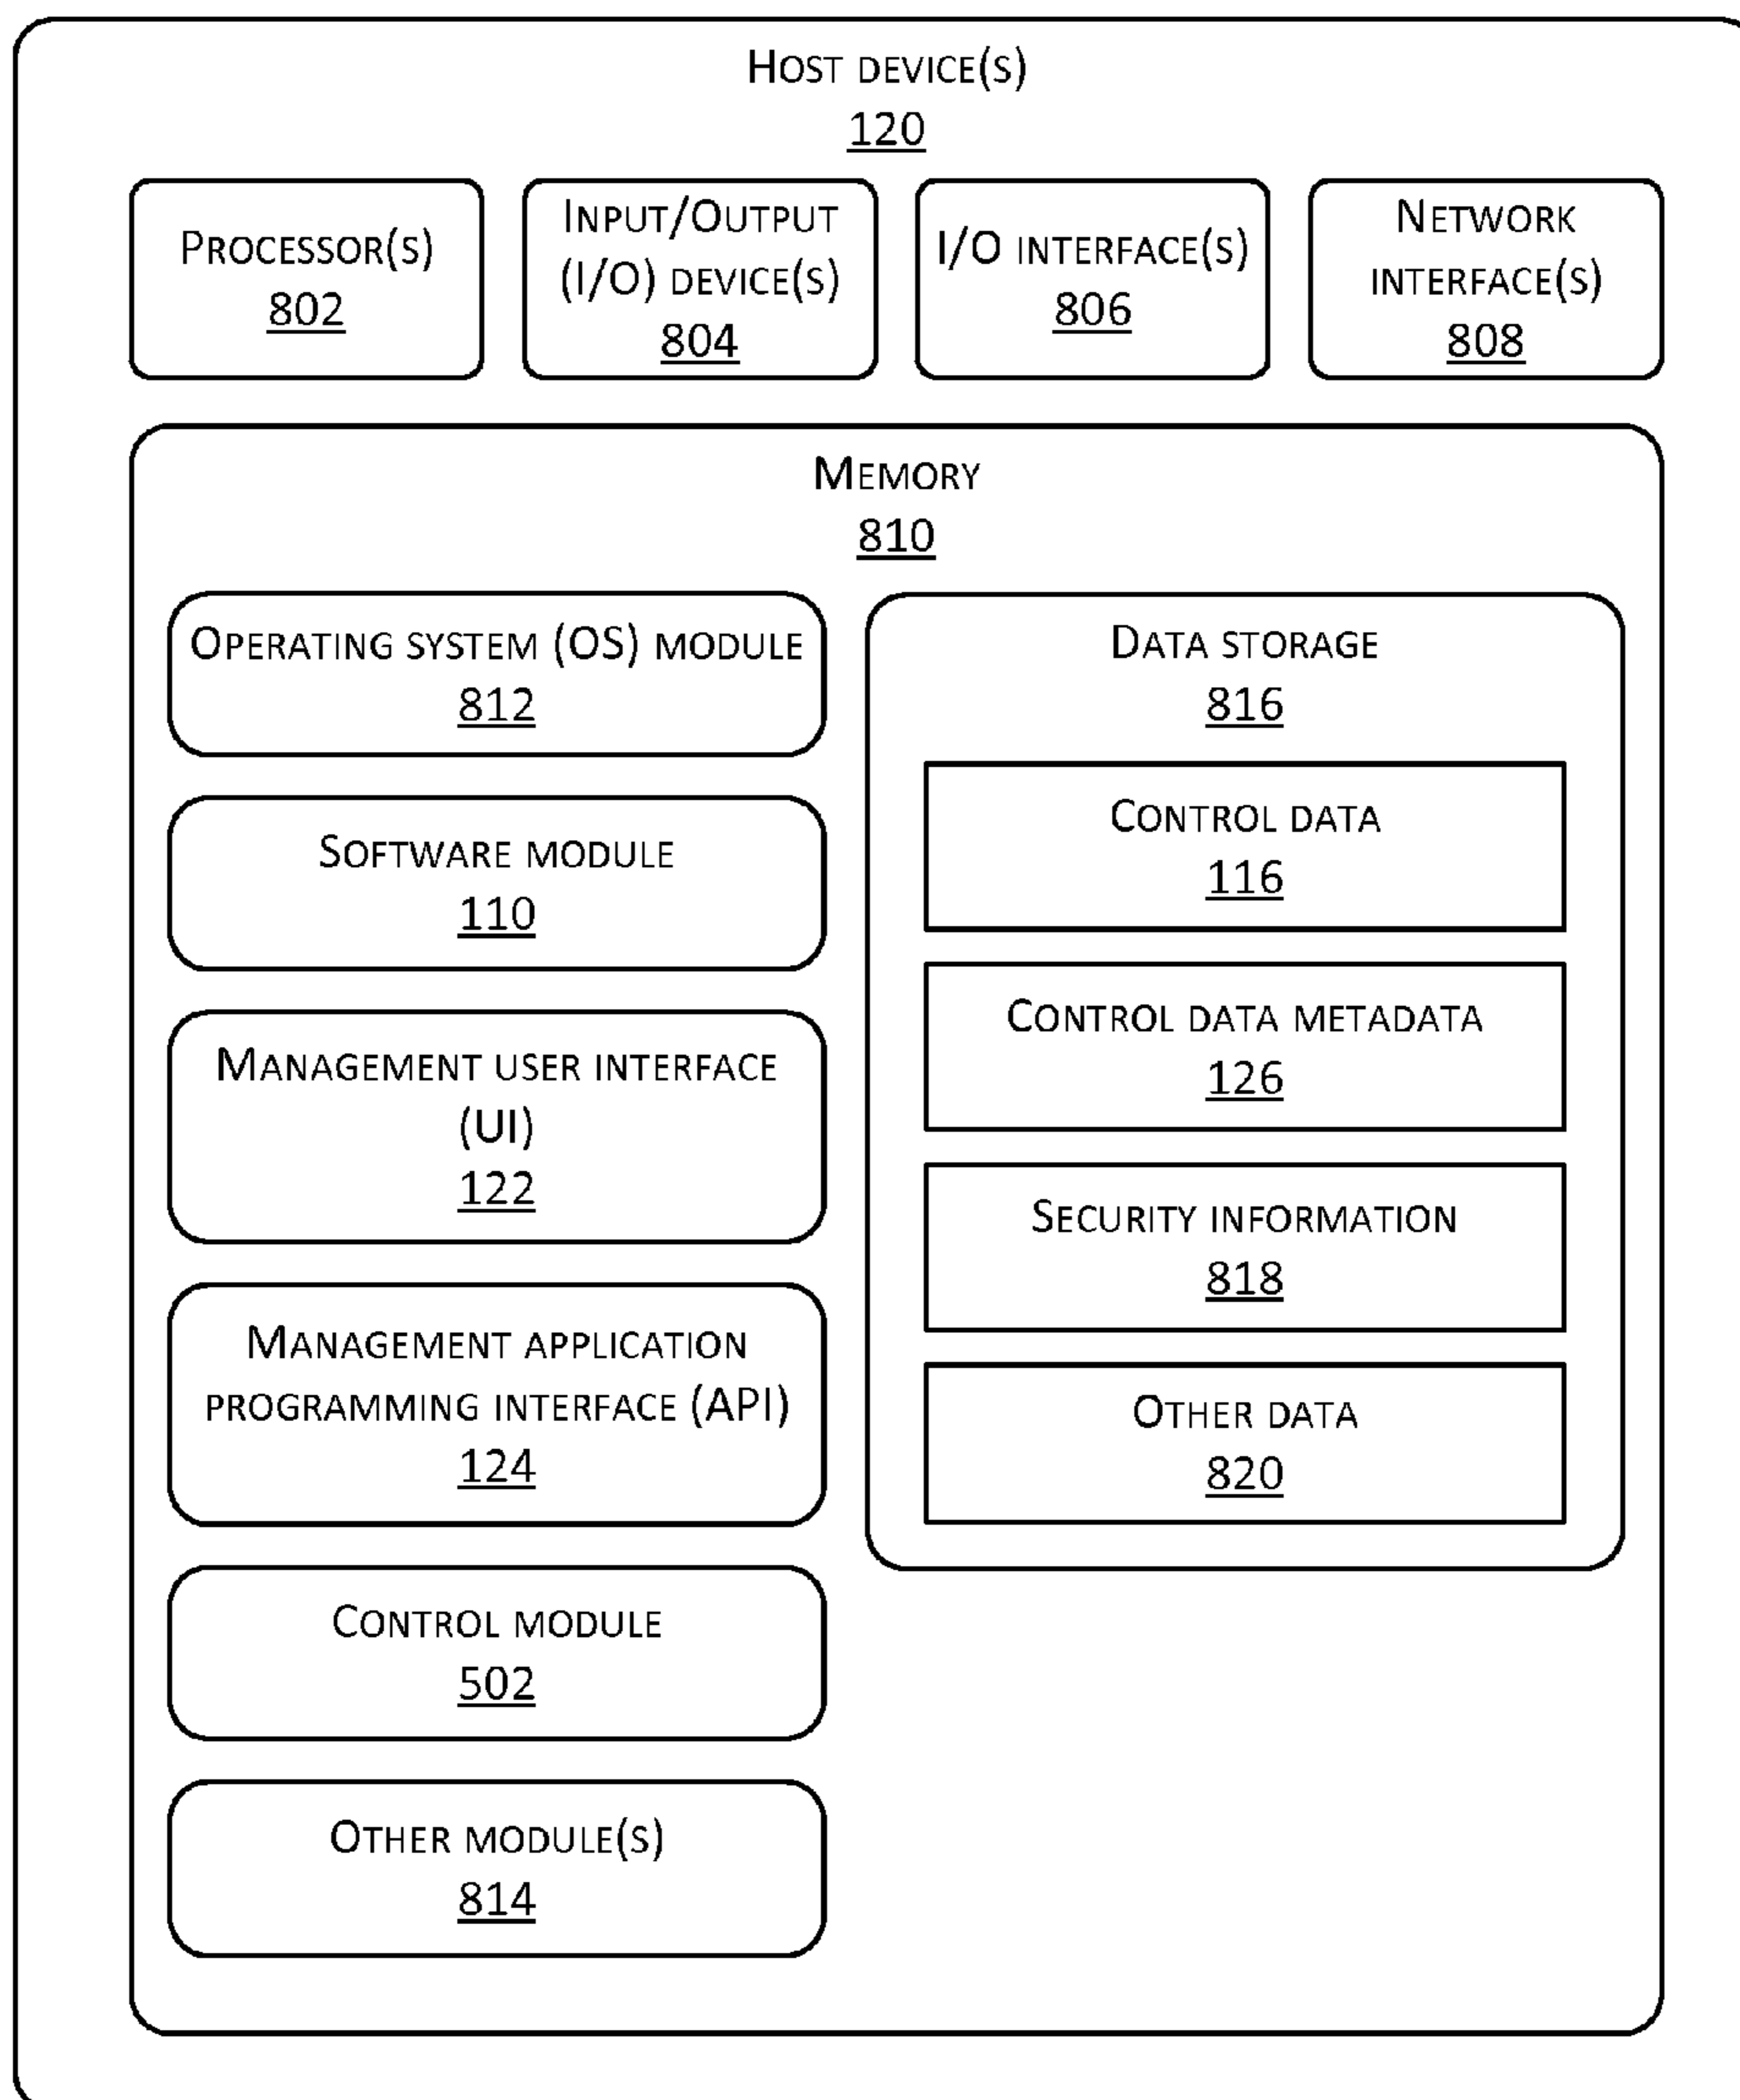 HOST DEVICE(S)
120
PROCESSOR(S)
802
INPUT/OUTPUT
(I/O) DEVICE(S)
804
I/O INTERFACE(S)
806
NETWORK
INTERFACE(S)
808
MEMORY
810
OPERATING SYSTEM (OS) MODULE
812
SOFTWARE MODULE
110
MANAGEMENT USER INTERFACE
(UI)
122
MANAGEMENT APPLICATION
PROGRAMMING INTERFACE (API)
124
CONTROL MODULE
502
OTHER MODULE(S)
814
DATA STORAGE
816
CONTROL DATA
116
CONTROL DATA METADATA
126
SECURITY INFORMATION
818
OTHER DATA
820